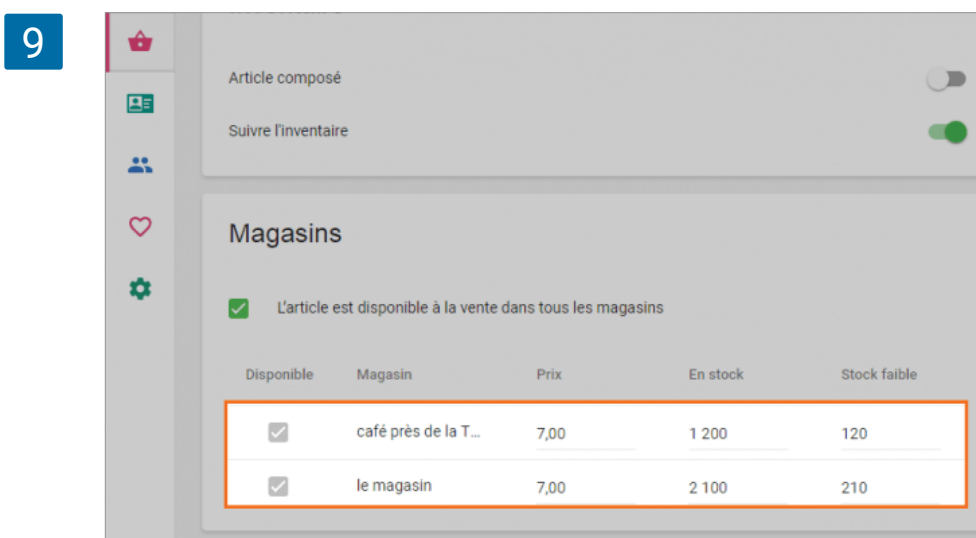 9
Article composé
Suivre l'inventaire
Magasins
L'article est disponible à la vente dans tous les magasins
Disponible Magasin Prix En stock Stock faible
café près de la T... 7,00 1 200 120
le magasin 7,00 2 100 210